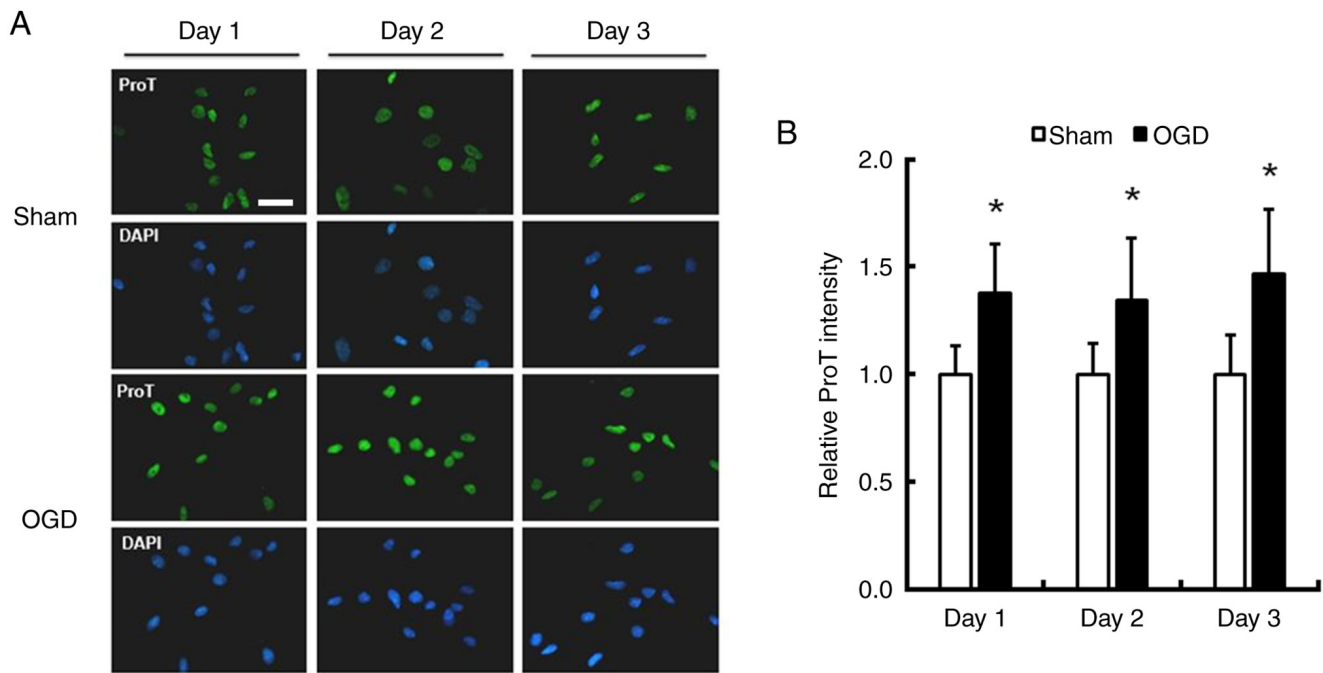 A
Day 1 Day 2 Day 3
Sham
ProT
DAPI
OGD
ProT
DAPI
B
Sham OGD
Relative ProT intensity
2.0
1.5
1.0
0.5
0.0
* * *
Day 1 Day 2 Day 3